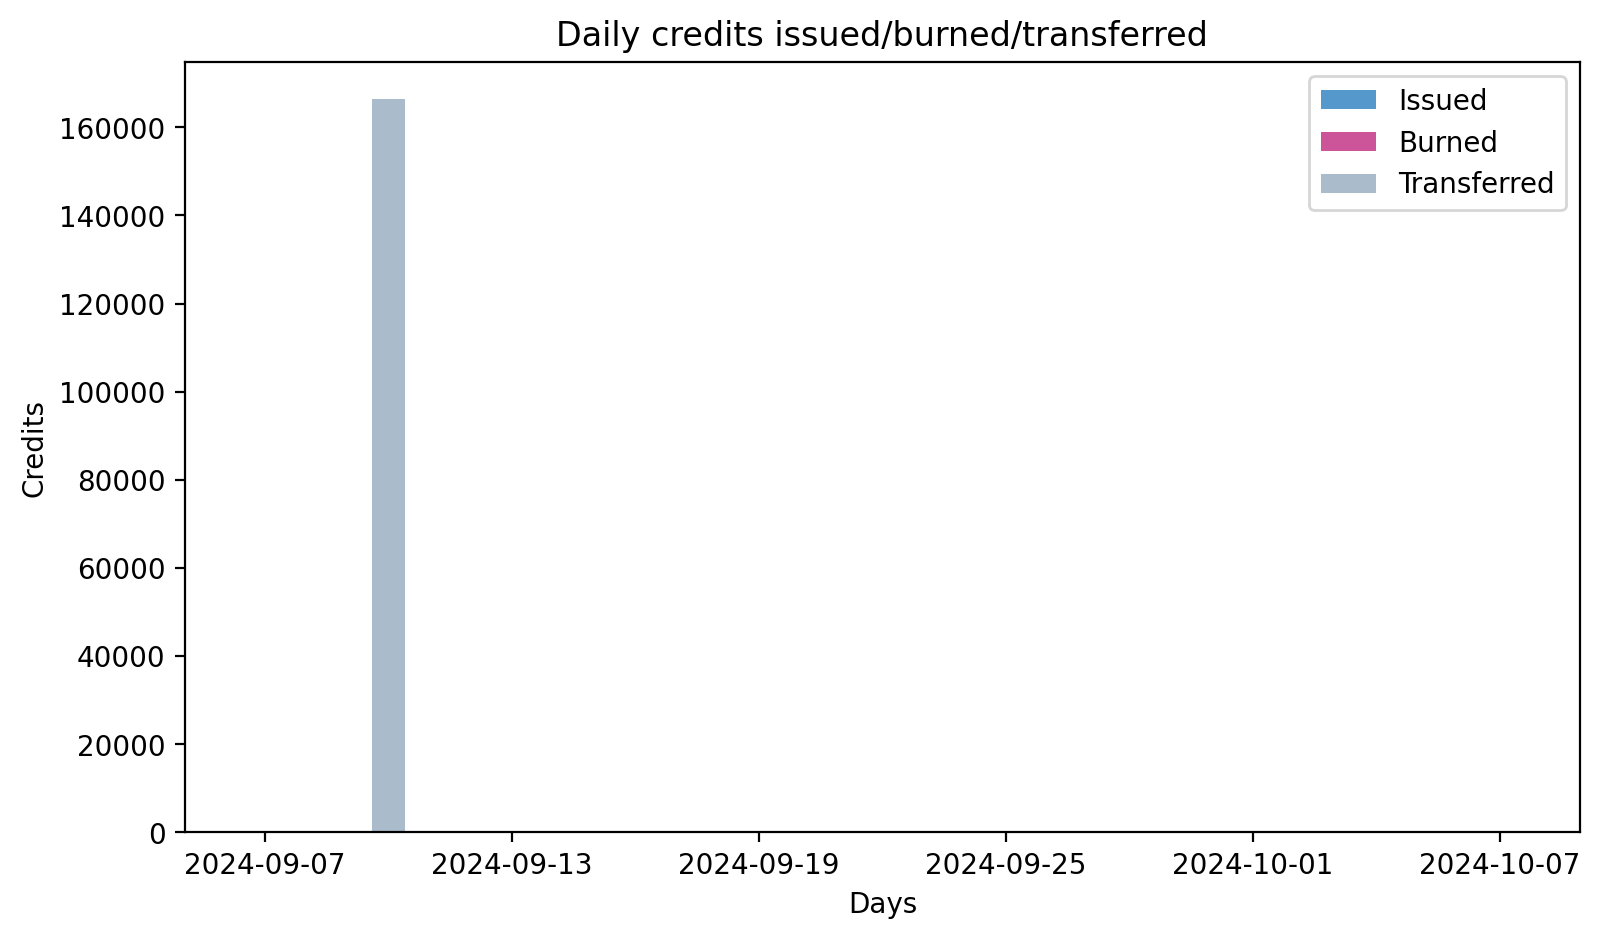 Daily credits issued/burned/transferred
Issued
Burned
Transferred
160000
140000
120000
100000
80000
60000
40000
20000
0
Credits
2024-09-07 2024-09-13 2024-09-19 2024-09-25 2024-10-01 2024-10-07
Days